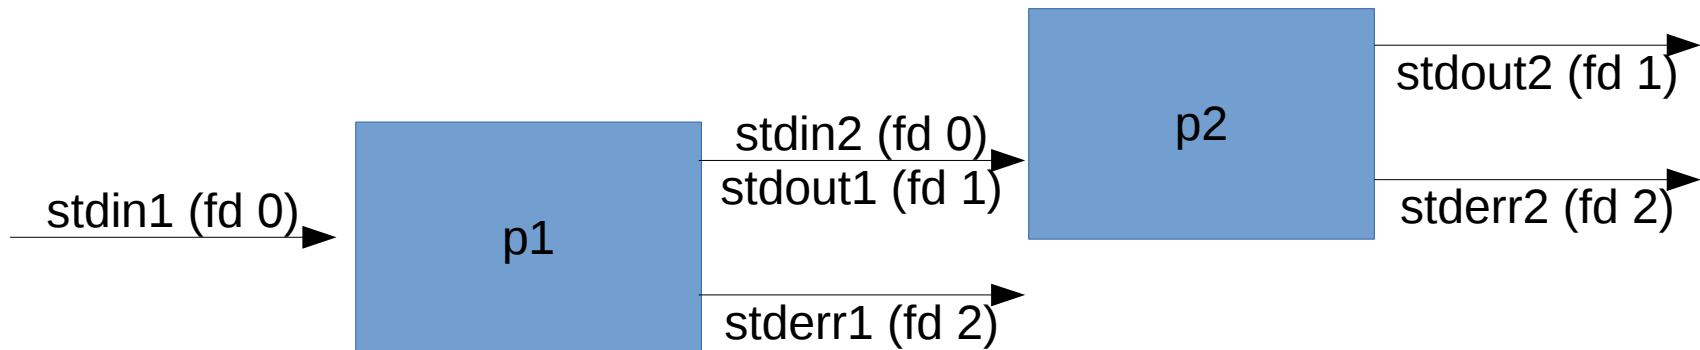 stdin1 (fd 0)
p1
stdin2 (fd 0)
stdout1 (fd 1)
stderr1 (fd 2)
p2
stdout2 (fd 1)
stderr2 (fd 2)